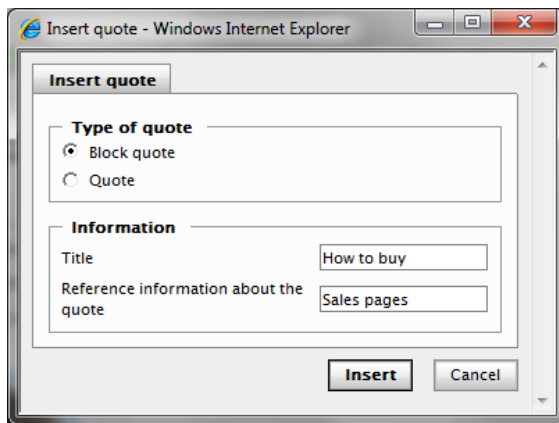 Insert quote - Windows Internet Explorer
Insert quote
Type of quote
Block quote
Quote
Information
Title
How to buy
Reference information about the
quote
Sales pages
Insert
Cancel